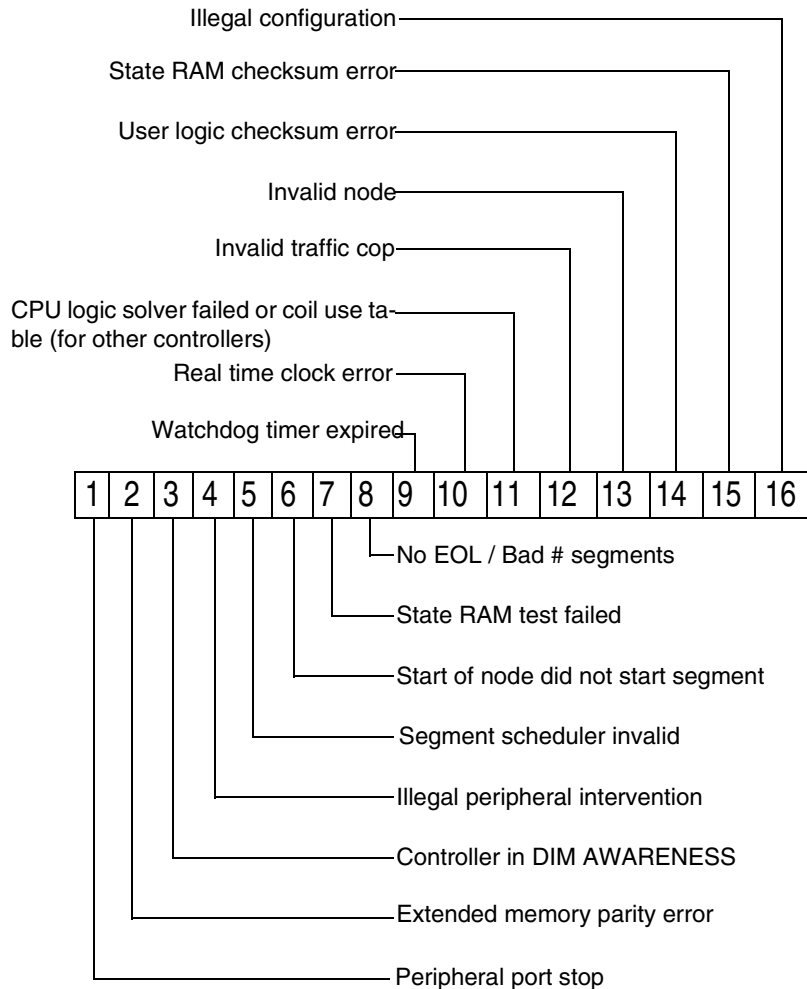 Illegal configuration
State RAM checksum error
User logic checksum error
Invalid node
Invalid traffic cop
CPU logic solver failed or coil use ta-
ble (for other controllers)
Real time clock error
Watchdog timer expired
1 2 3 4 5 6 7 8 9 10 11 12 13 14 15 16
No EOL / Bad # segments
State RAM test failed
Start of node did not start segment
Segment scheduler invalid
Illegal peripheral intervention
Controller in DIM AWARENESS
Extended memory parity error
Peripheral port stop